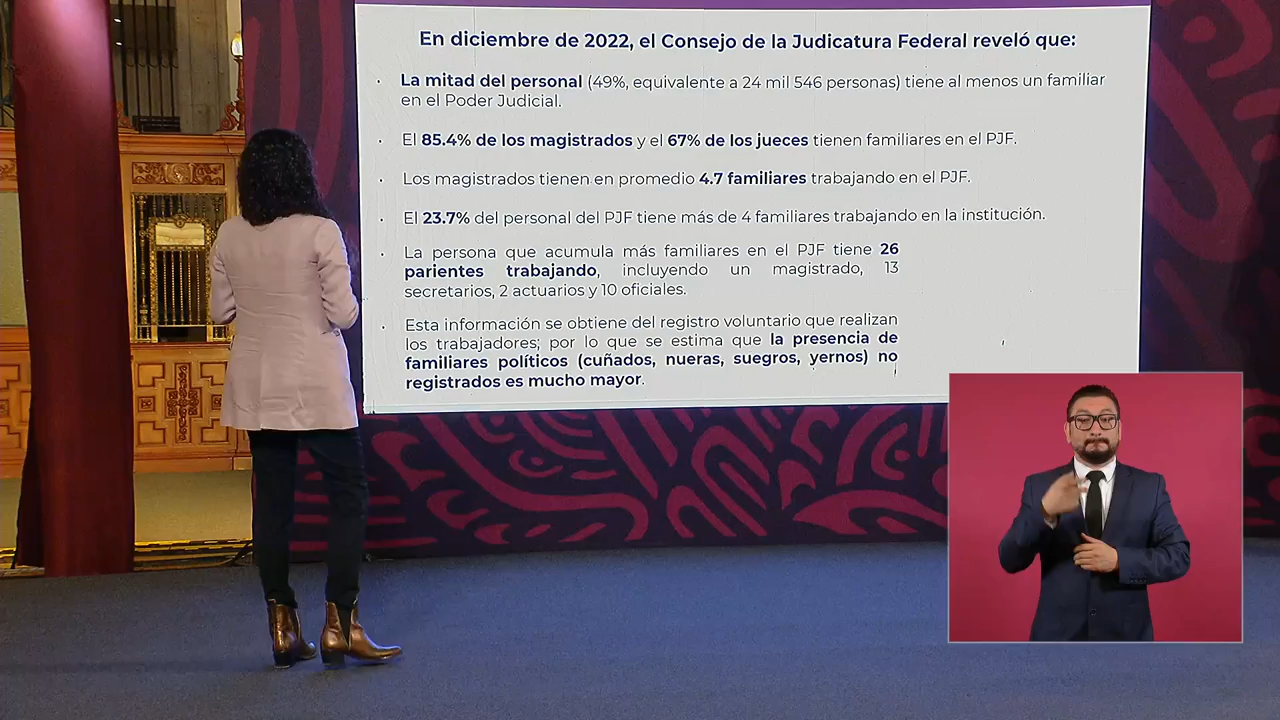 En diciembre de 2022, el Consejo de la Judicatura Federal reveló que:
· La mitad del personal (49%, equivalente a 24 mil 546 personas) tiene al menos un familiar
en el Poder Judicial.
· El 85.4% de los magistrados y el 67% de los jueces tienen familiares en el PJF.
· Los magistrados tienen en promedio 4.7 familiares trabajando en el PJF.
· El 23.7% del personal del PJF tiene más de 4 familiares trabajando en la institución.
· La persona que acumula más familiares en el PJF tiene 26
parientes trabajando, incluyendo un magistrado, 13
secretarios, 2 actuarios y 10 oficiales.
· Esta información se obtiene del registro voluntario que realizan
los trabajadores; por lo que se estima que la presencia de
familiares políticos (cuñados, nueras, suegros, yernos) no
registrados es mucho mayor.